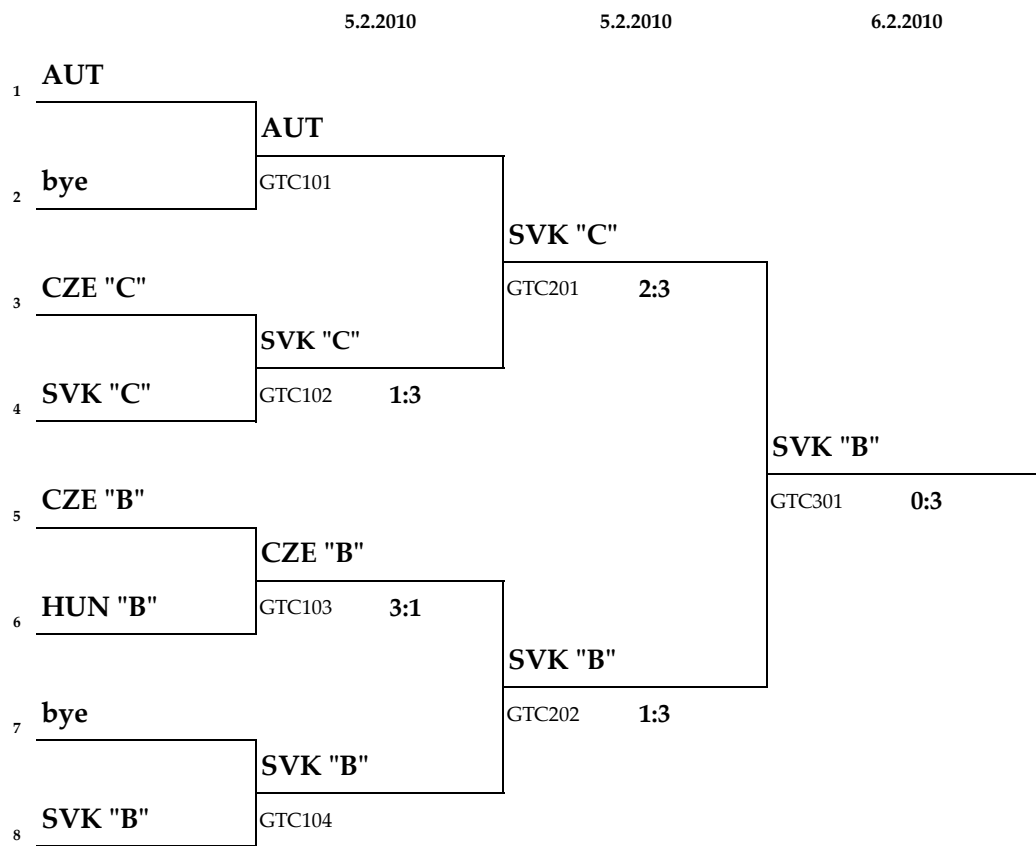 5.2.2010 5.2.2010 6.2.2010
1 AUT
AUT
2 bye GTC101
SVK "C"
3 CZE "C" GTC201 2:3
SVK "C"
4 SVK "C" GTC102 1:3
SVK "B"
5 CZE "B" GTC301 0:3
CZE "B"
6 HUN "B" GTC103 3:1
SVK "B"
7 bye GTC202 1:3
SVK "B"
8 SVK "B" GTC104